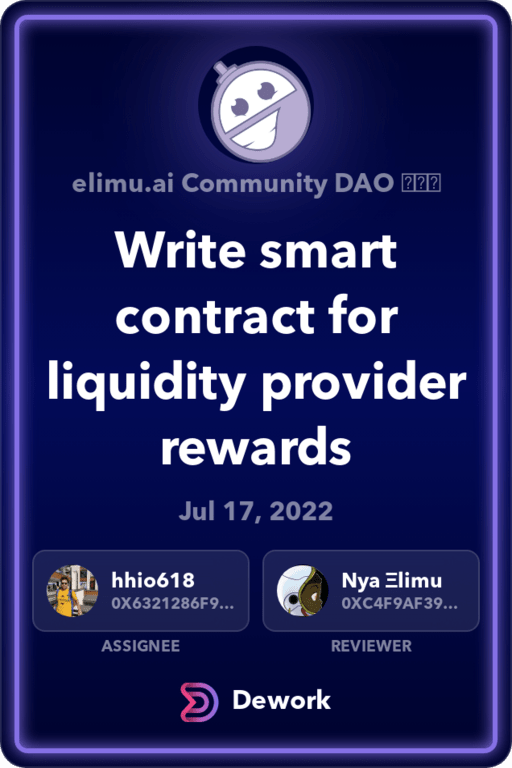 elimu.ai Community DAO
Write smart
contract for
liquidity provider
rewards
Jul 17, 2022
hhio618
0X6321286F9...
Nya Ξlimu
0XC4F9AF39...
ASSIGNEE
REVIEWER
Dework